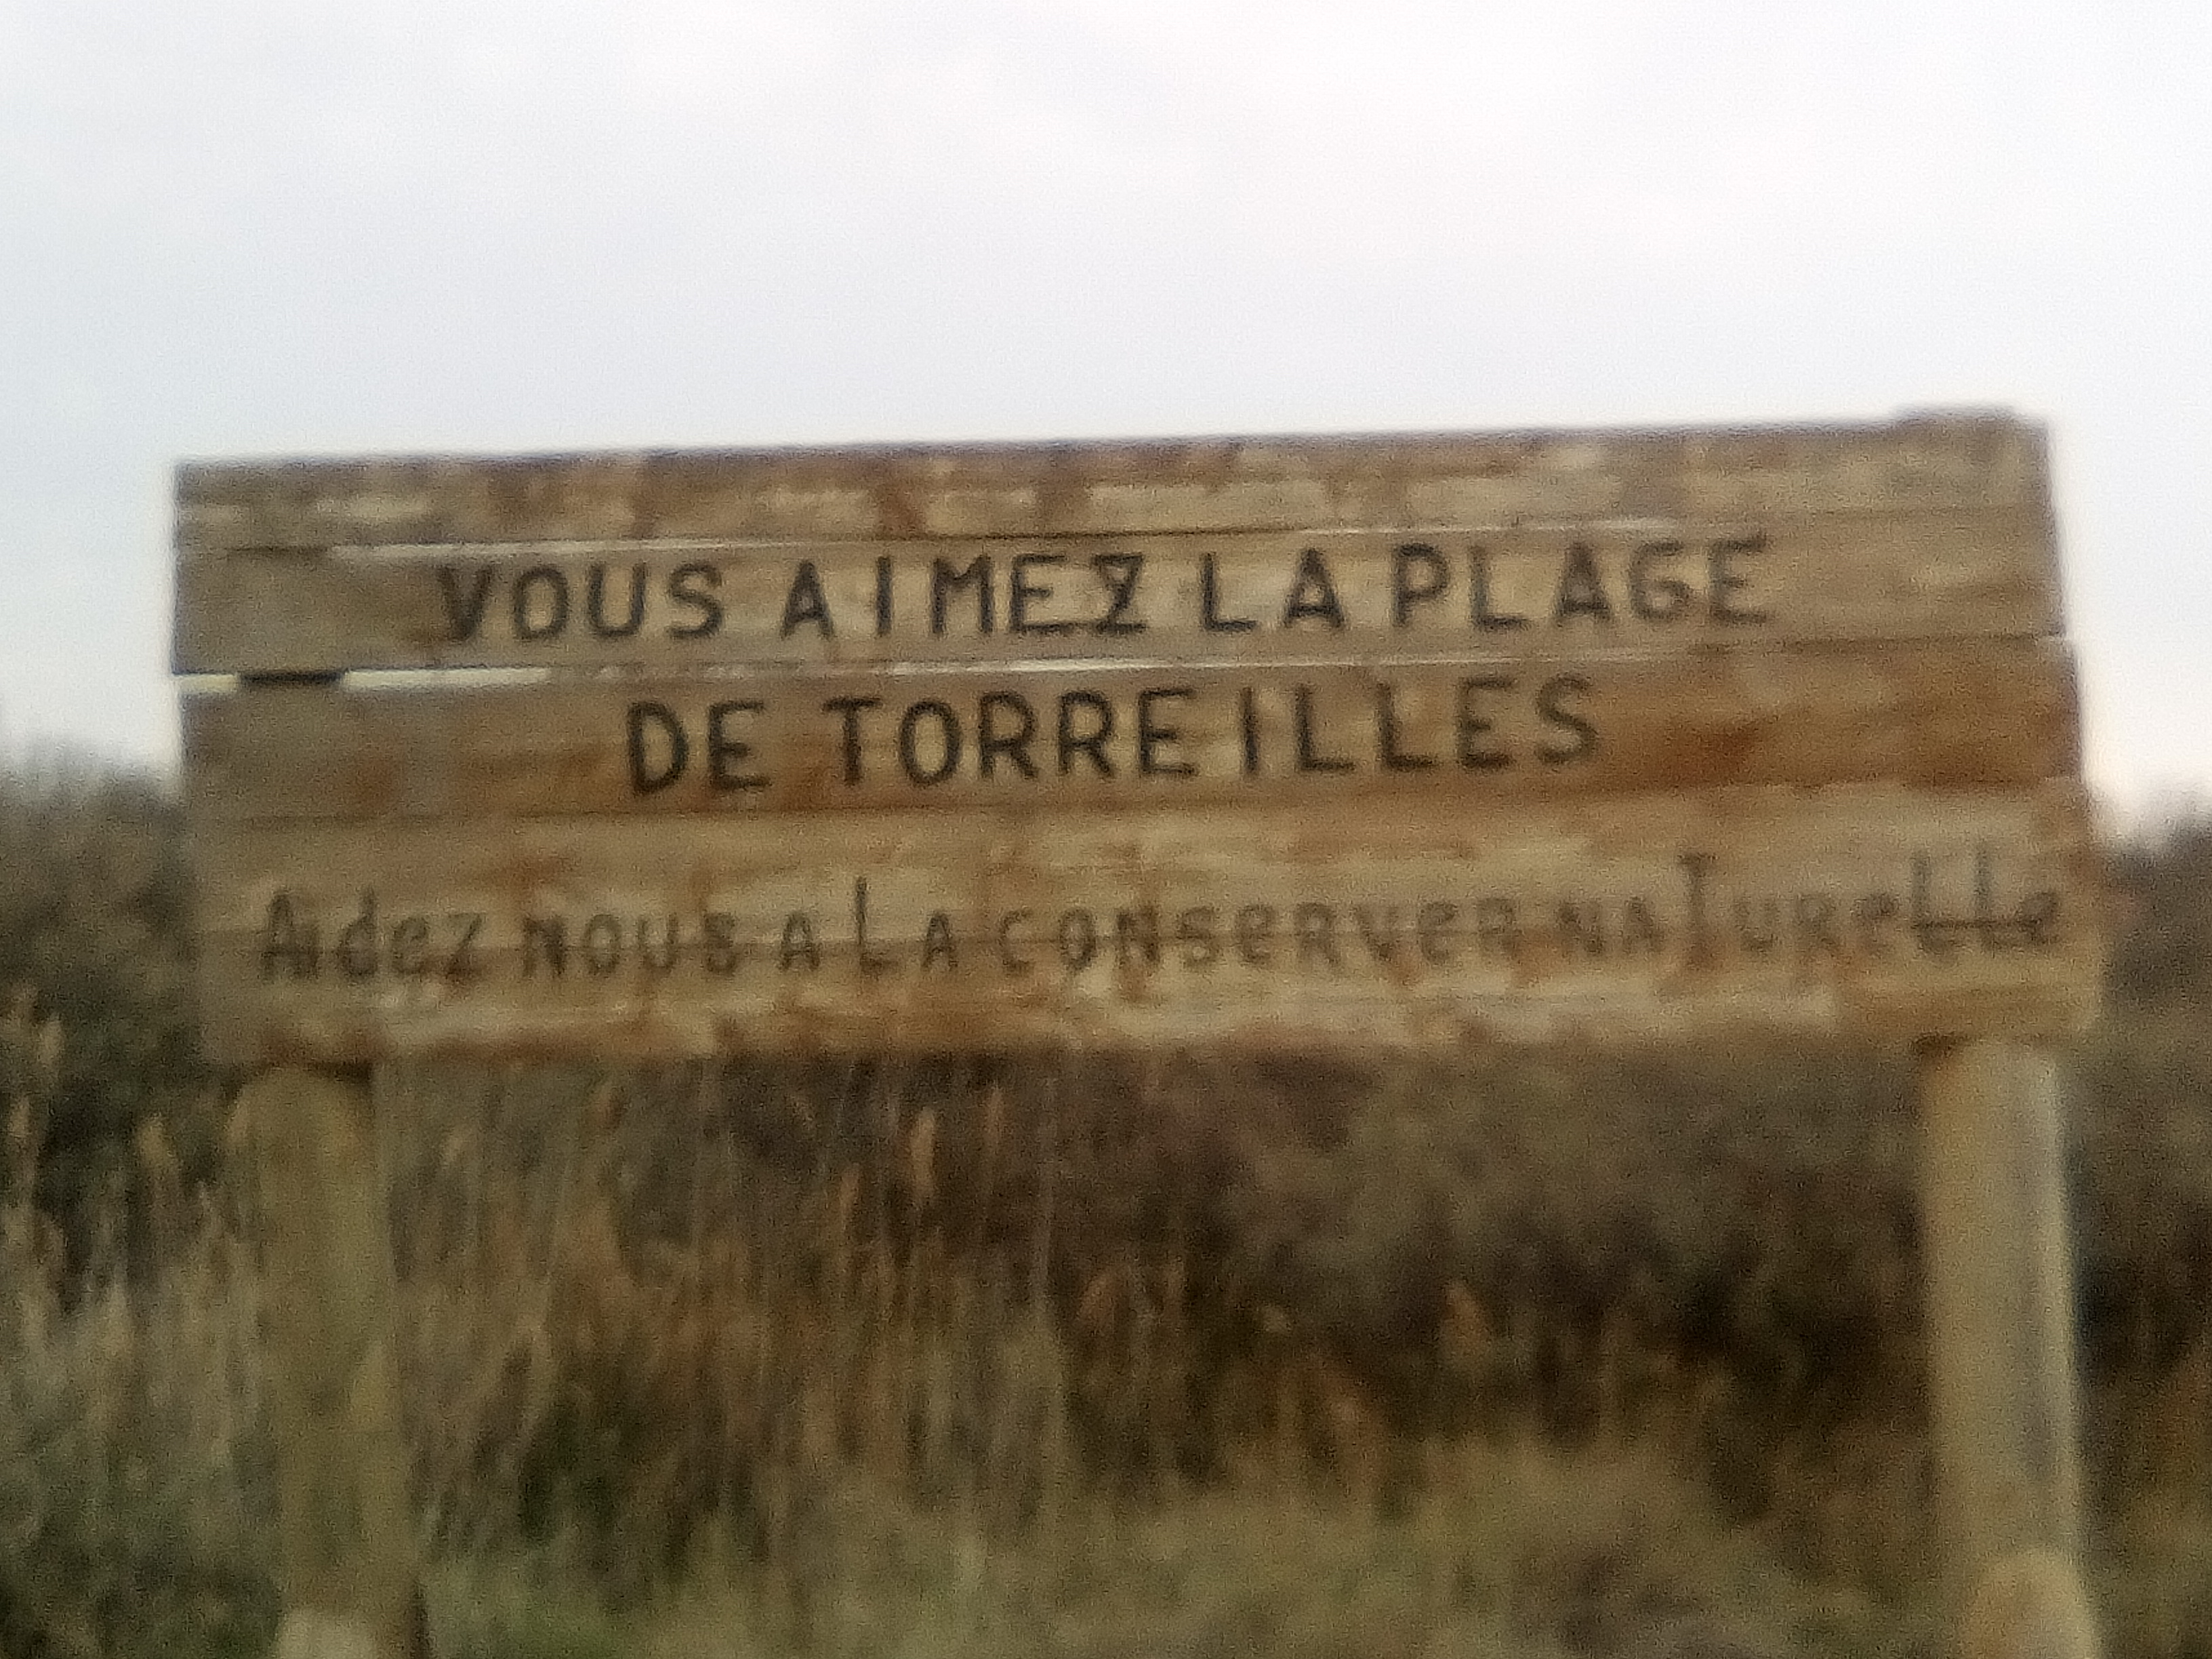 VOUS AIMEZ LA PLAGE
DE TORREILLES
Aidez NOUS A LA CONSeRVeR NATUReLLe